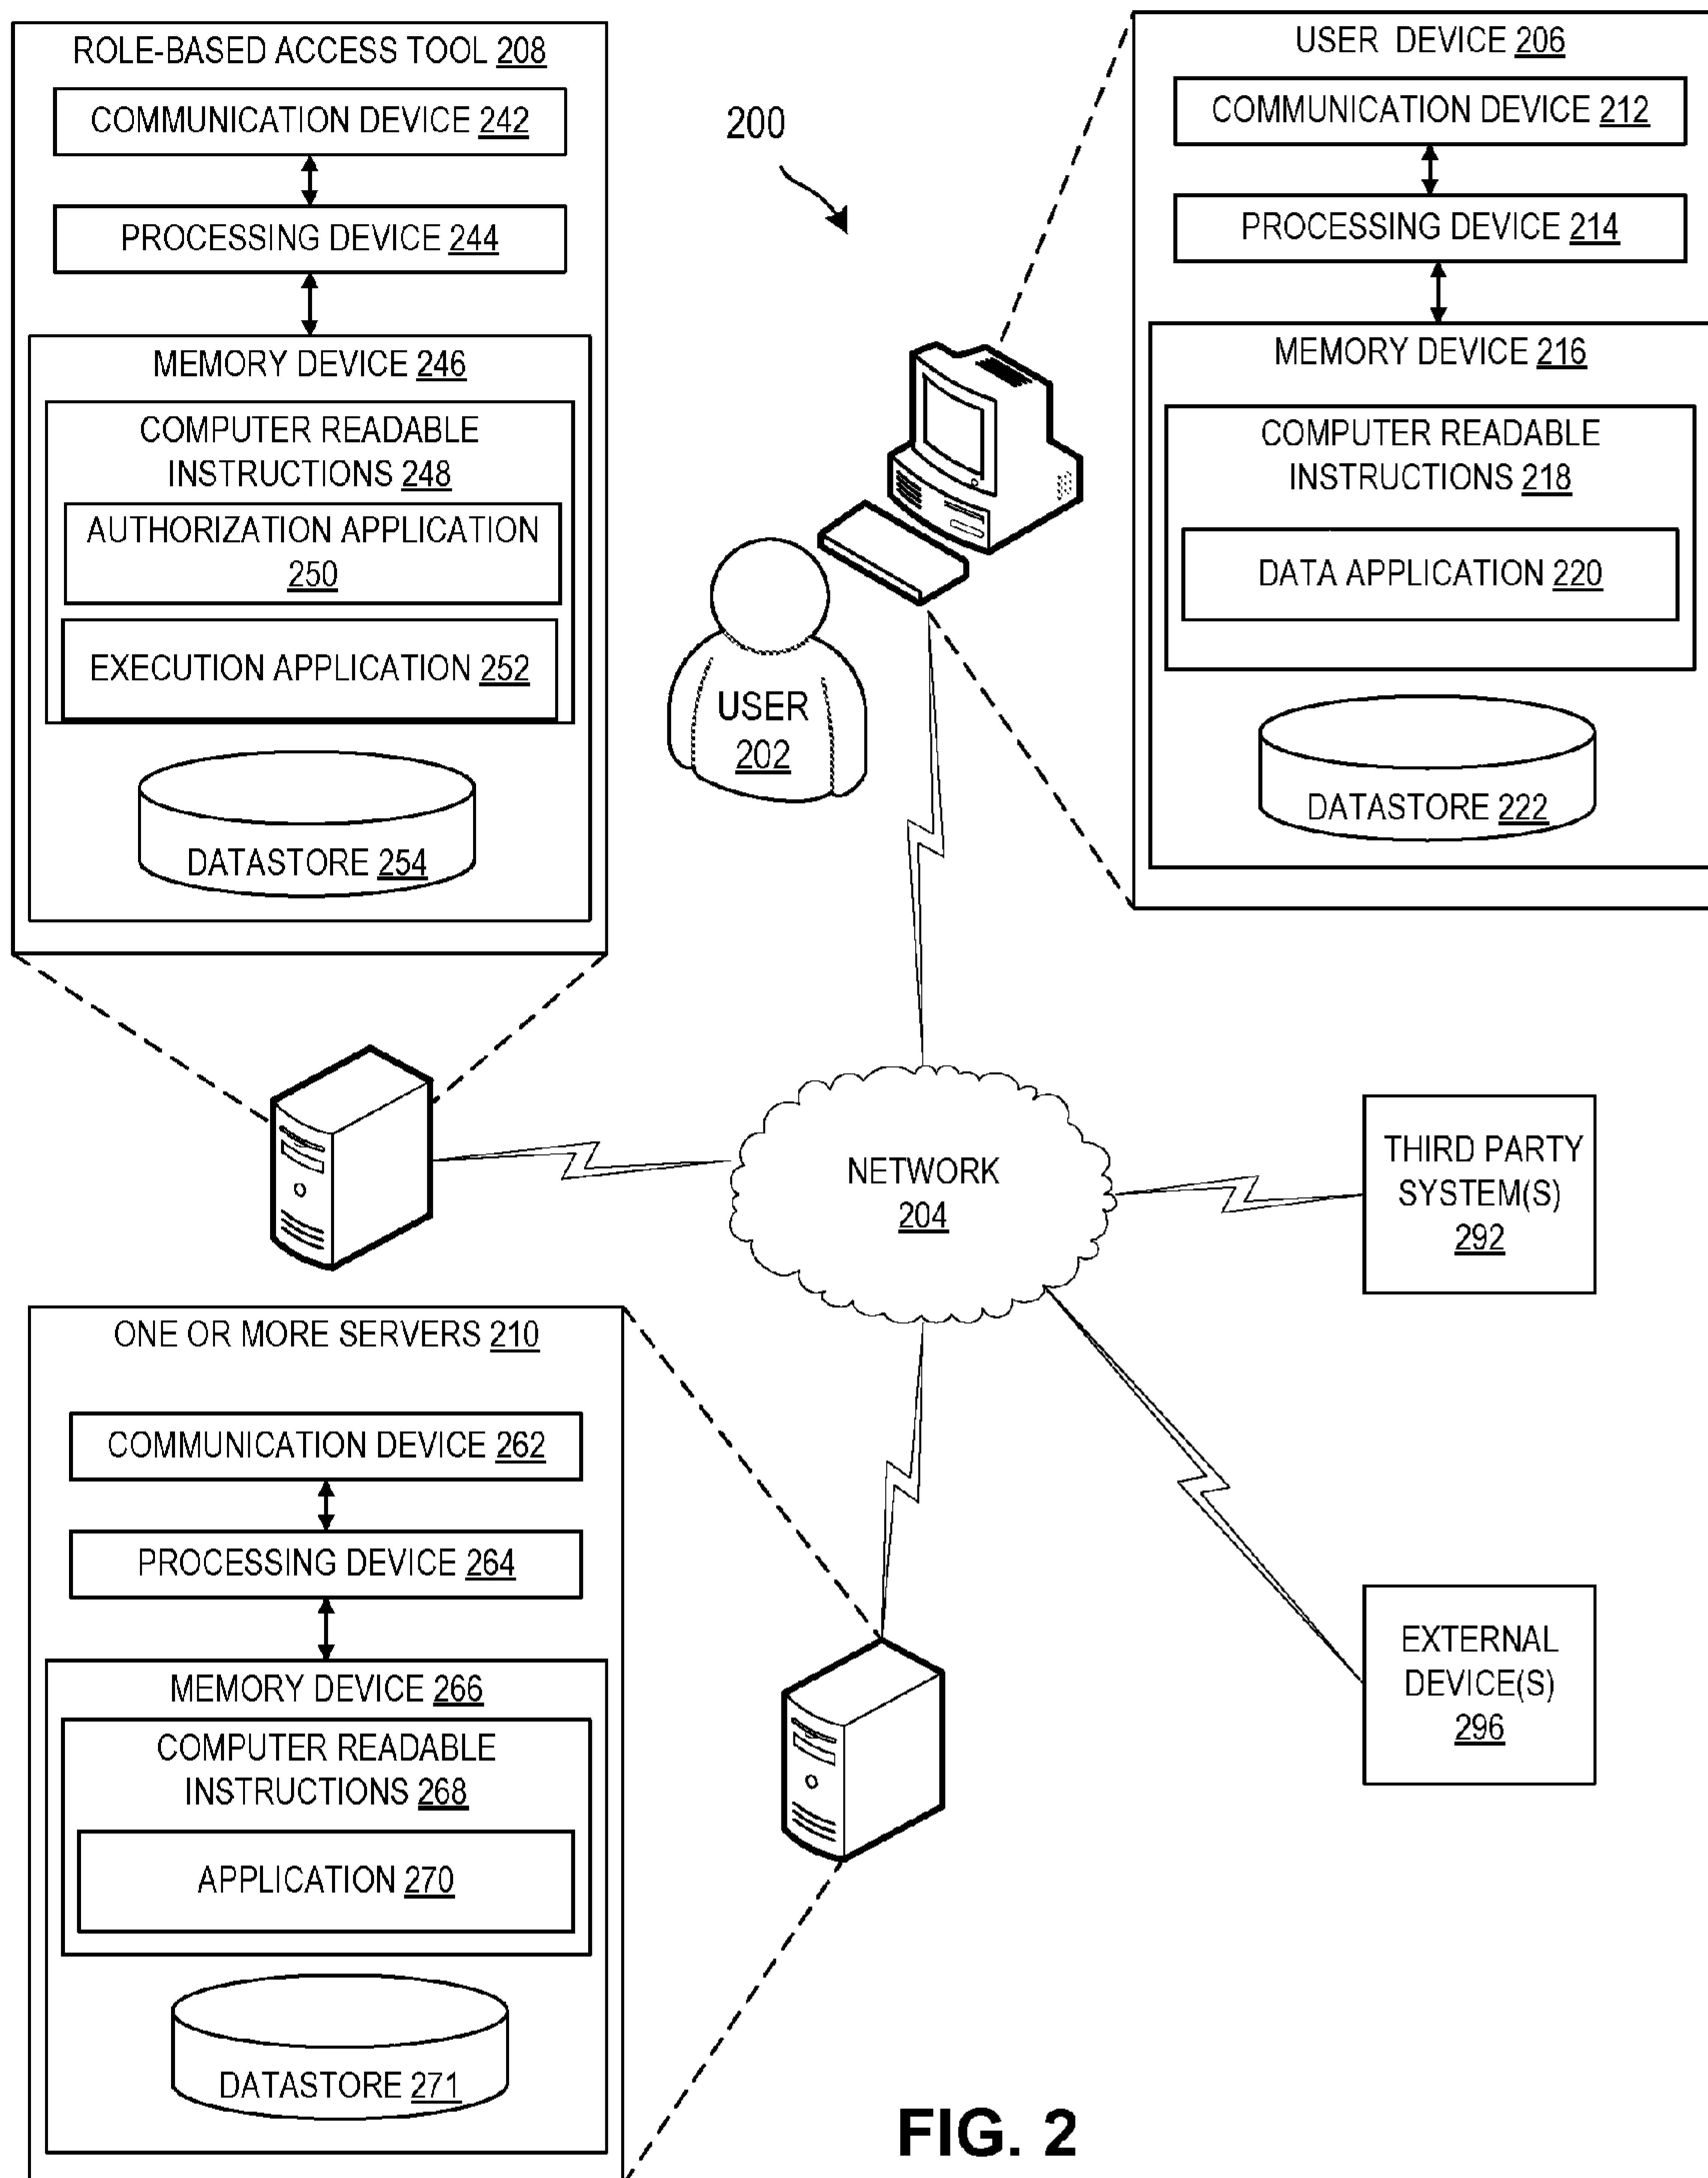 ROLE-BASED ACCESS TOOL 208
COMMUNICATION DEVICE 242
PROCESSING DEVICE 244
MEMORY DEVICE 246
COMPUTER READABLE
INSTRUCTIONS 248
AUTHORIZATION APPLICATION
250
EXECUTION APPLICATION 252
DATASTORE 254
200
USER DEVICE 206
COMMUNICATION DEVICE 212
PROCESSING DEVICE 214
MEMORY DEVICE 216
COMPUTER READABLE
INSTRUCTIONS 218
DATA APPLICATION 220
DATASTORE 222
USER
202
NETWORK
204
THIRD PARTY
SYSTEM(S)
292
ONE OR MORE SERVERS 210
COMMUNICATION DEVICE 262
PROCESSING DEVICE 264
MEMORY DEVICE 266
COMPUTER READABLE
INSTRUCTIONS 268
APPLICATION 270
DATASTORE 271
EXTERNAL
DEVICE(S)
296
FIG. 2